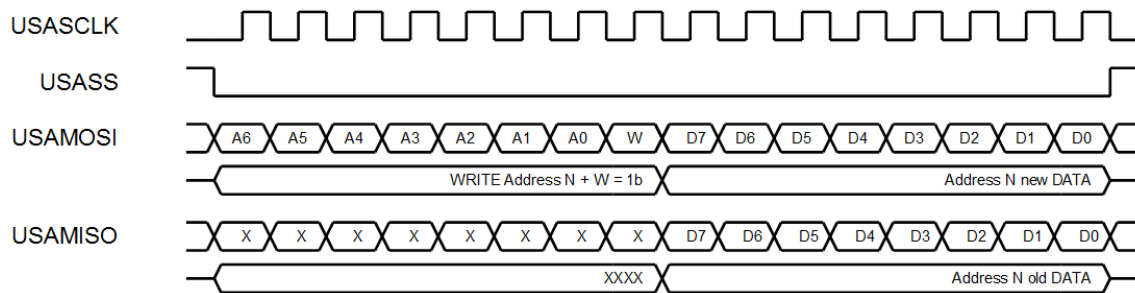 USASCLK
USASS
USAMOSI A6 A5 A4 A3 A2 A1 A0 W D7 D6 D5 D4 D3 D2 D1 D0
WRITE Address N + W = 1b Address N new DATA
USAMISO X X X X X X X X D7 D6 D5 D4 D3 D2 D1 D0
XXXX Address N old DATA